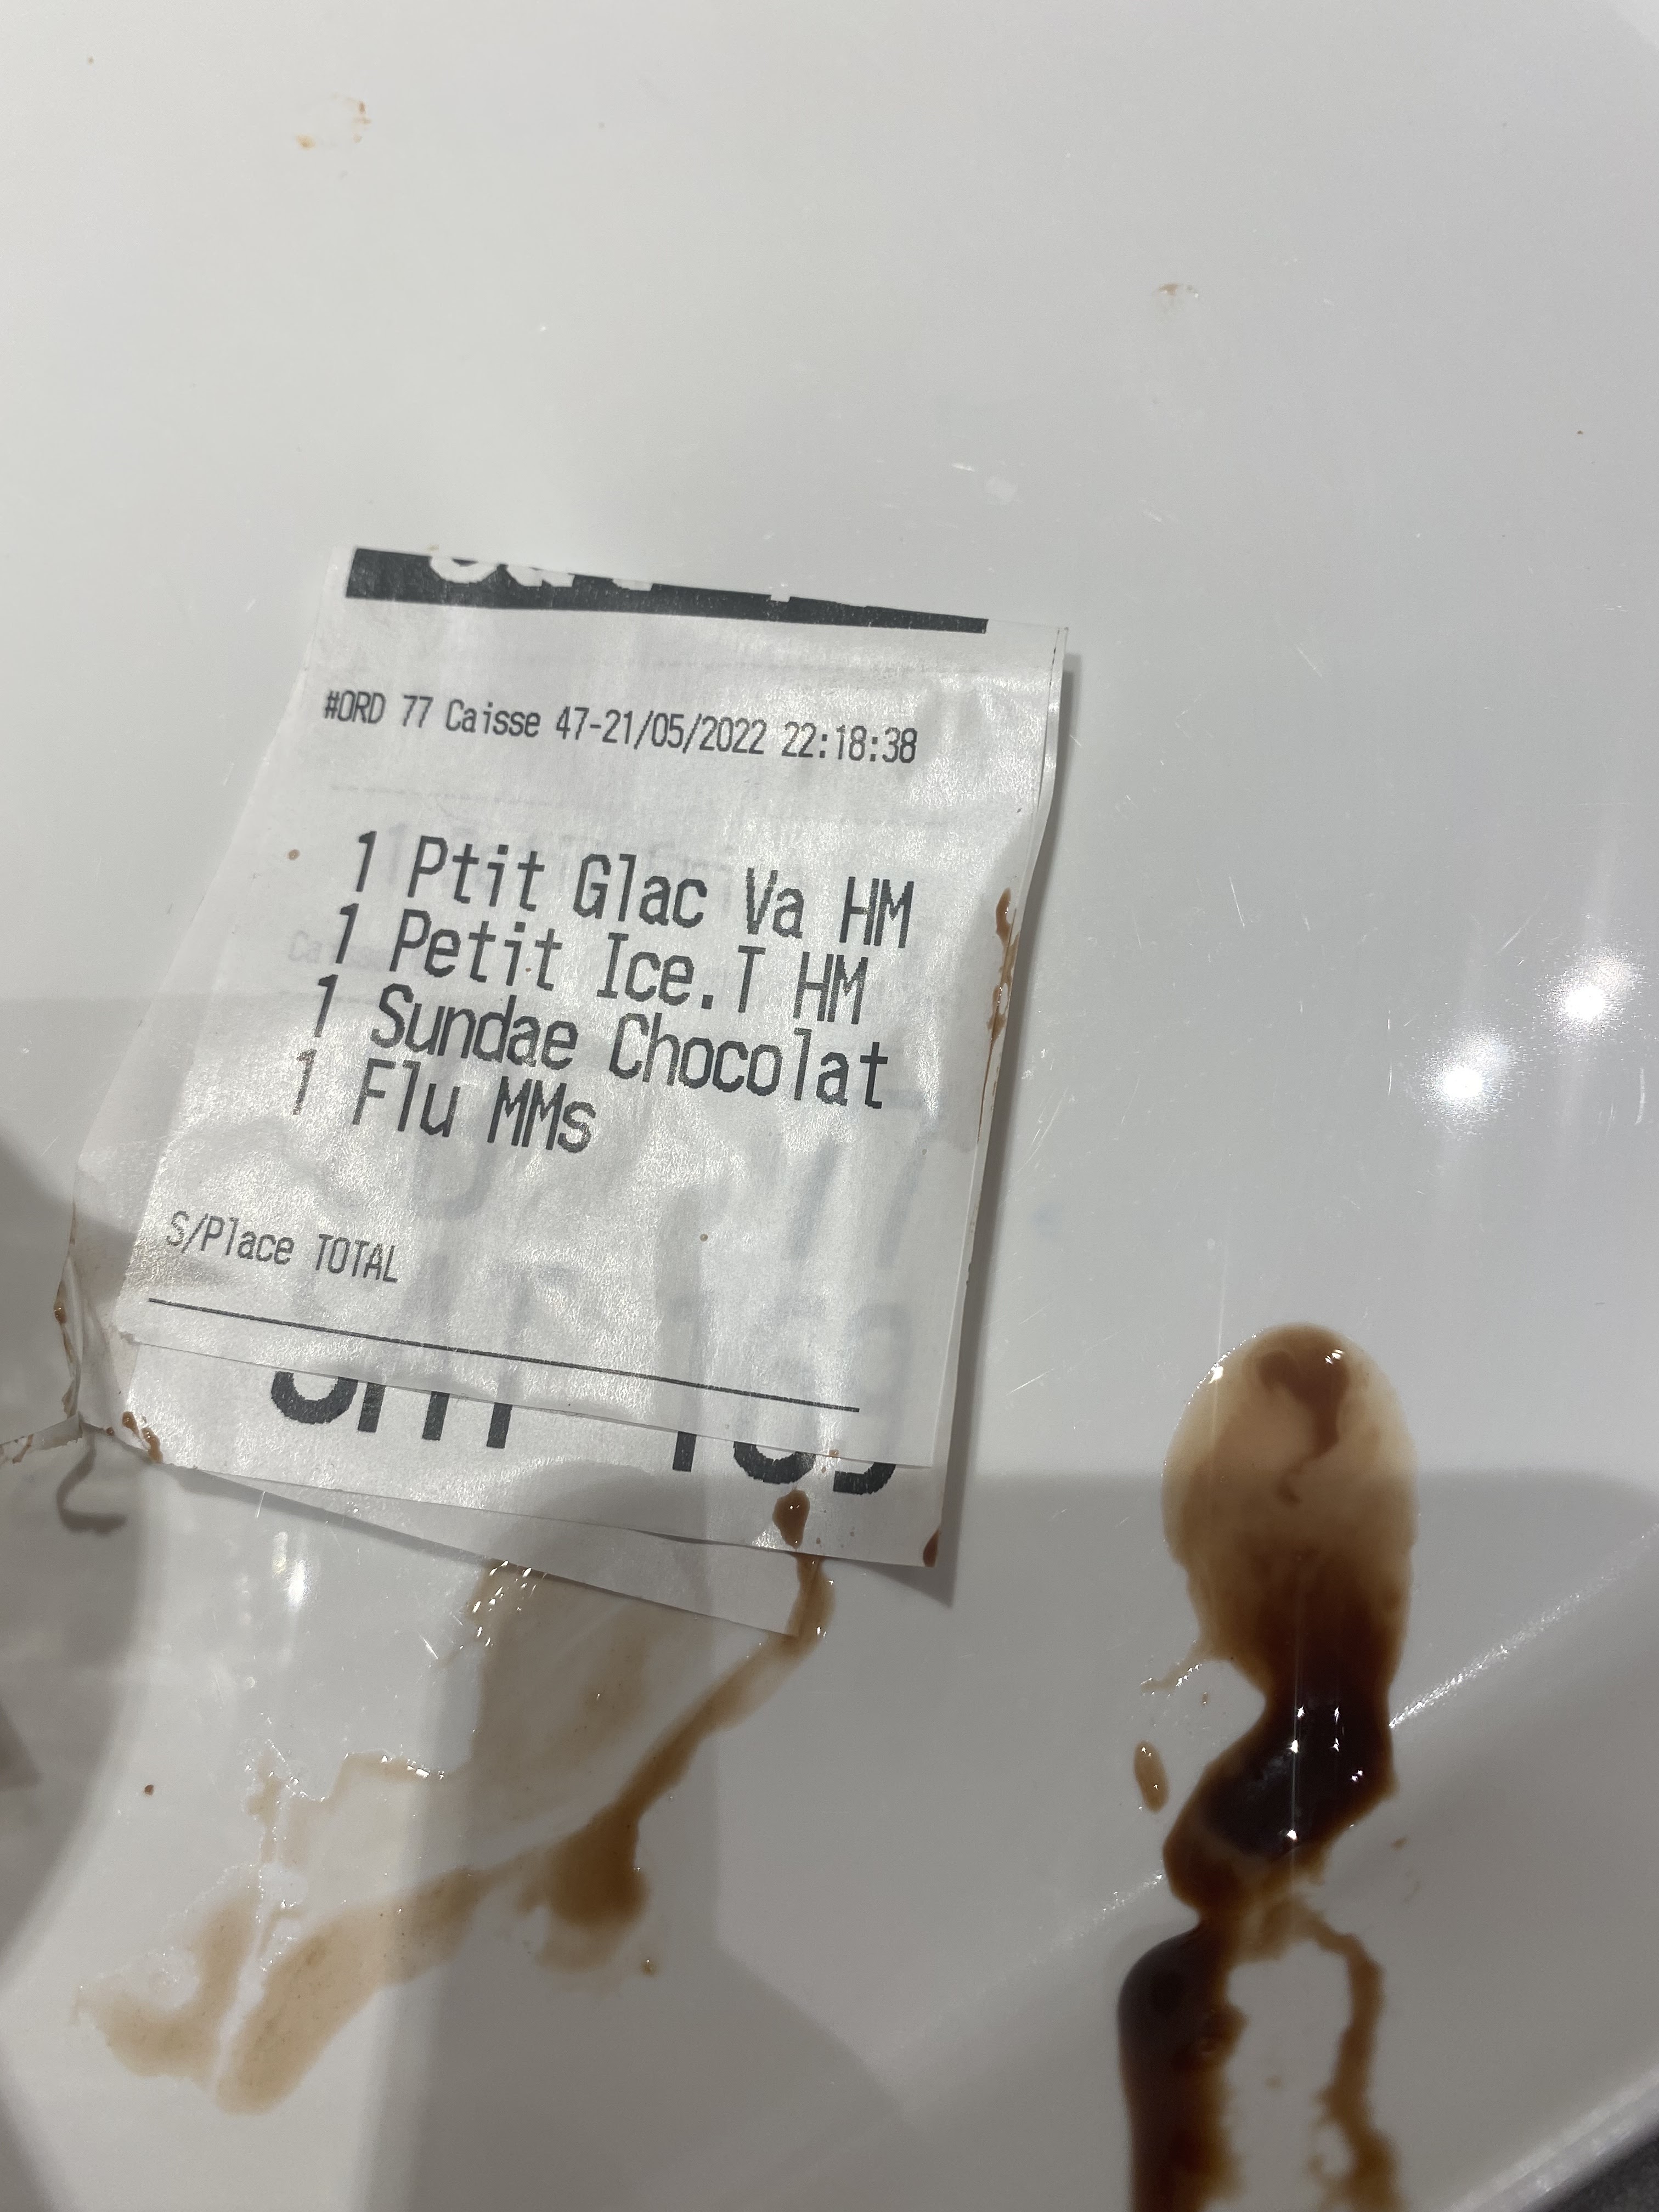 #ORD 77 Caisse 47-21/05/2022 22:18:38
1 Ptit Glac Va HM
1 Petit Ice.T HM
1 Sundae Chocolat
1 Flu MMs
S/Place TOTAL